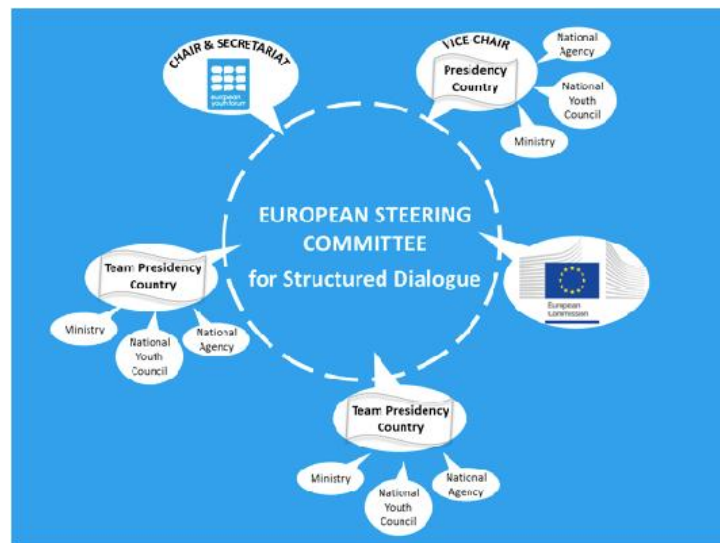 CHAIR & SECRETARIAT
european
youth forum
VICE CHAIR
Presidency
Country
National
Agency
National
Youth
Council
Ministry
EUROPEAN STEERING
COMMITTEE
for Structured Dialogue
Team Presidency
Country
Ministry
National
Youth
Council
National
Agency
European
Commission
Team Presidency
Country
Ministry
National
Youth
Council
National
Agency